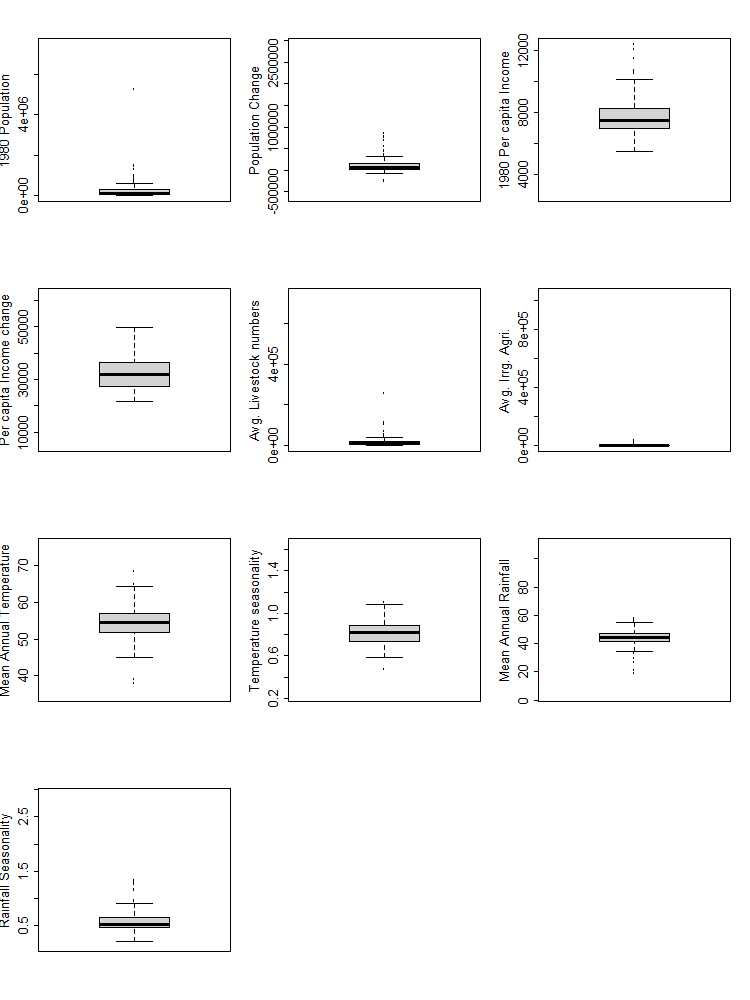 1980 Population
0e+00
4e+06
Population Change
-500000
1000000
2500000
1980 Per capita Income
4000
8000
12000
Per capita Income change
10000
30000
50000
Avg. Livestock numbers
0e+00
4e+05
Avg. Irrg. Agri.
0e+00
4e+05
8e+05
Mean Annual Temperature
40
50
60
70
Temperature seasonality
0.2
0.6
1.0
1.4
Mean Annual Rainfall
0
20
40
60
80
Rainfall Seasonality
0.5
1.5
2.5